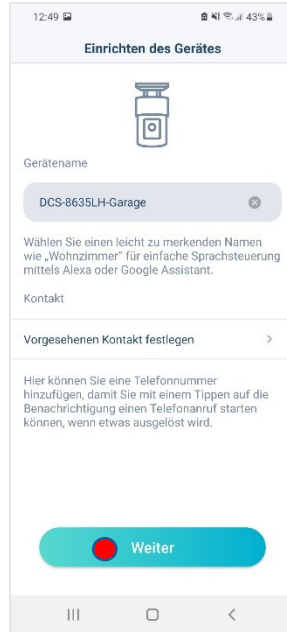 12:49 43%
Einrichten des Gerätes
Gerätename
DCS-8635LH-Garage
Wählen Sie einen leicht zu merkenden Namen
wie „Wohnzimmer" für einfache Sprachsteuerung
mittels Alexa oder Google Assistant.
Kontakt
Vorgesehenen Kontakt festlegen
Hier können Sie eine Telefonnummer
hinzufügen, damit Sie mit einem Tippen auf die
Benachrichtigung einen Telefonanruf starten
können, wenn etwas ausgelöst wird.
Weiter